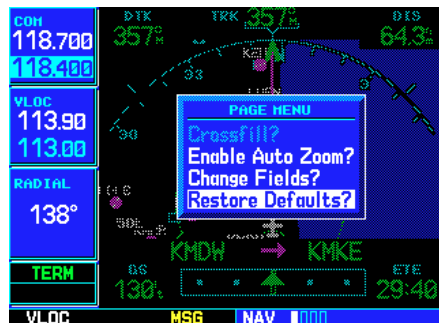 COM
118.700
118.400
VLOC
113.90
113.00
RADIAL
138°
TERM
VLOC
DTK
357°M
TRK
357°M
DIS
64.3
33
30
PAGE MENU
Crossfill?
Enable Auto Zoom?
Change Fields?
Restore Defaults?
KMDW
KMKE
GS
130
ETE
29:40
MSG
NAV